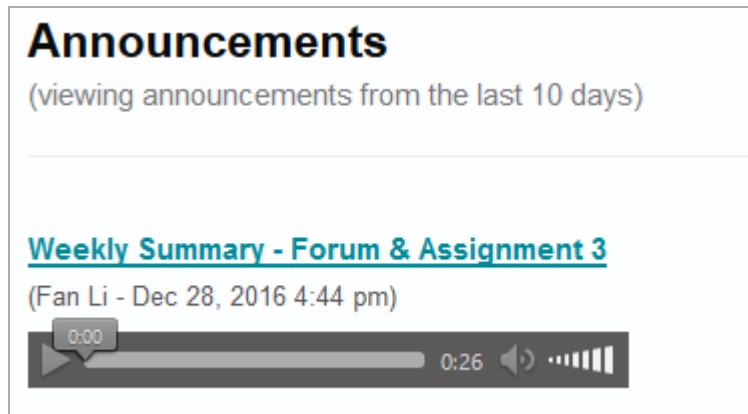 Announcements
(viewing announcements from the last 10 days)
Weekly Summary - Forum & Assignment 3
(Fan Li - Dec 28, 2016 4:44 pm)
0:00
0:26